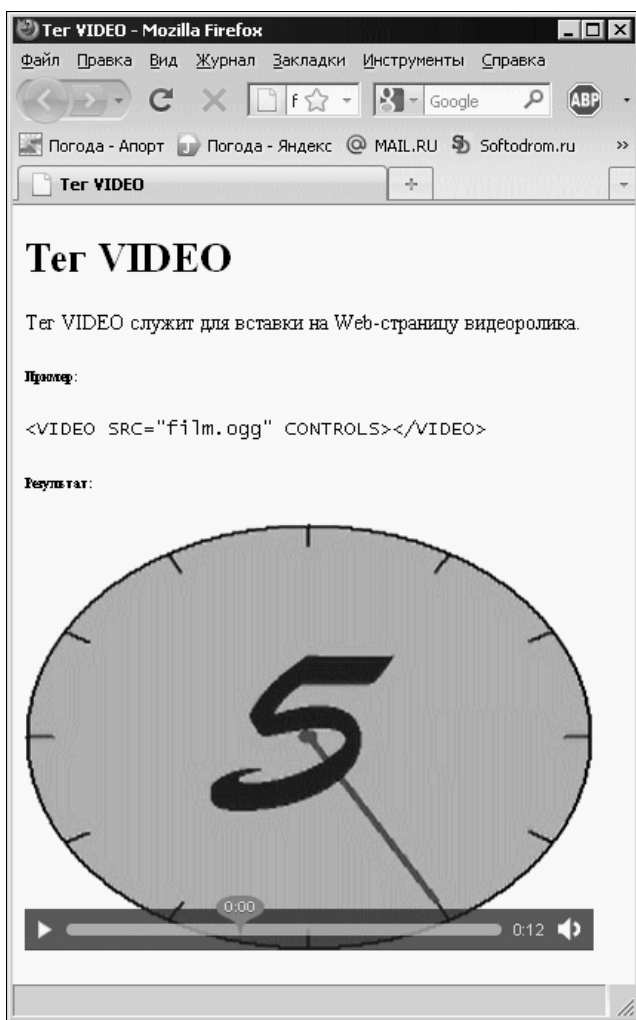 Тег VIDEO - Mozilla Firefox
Файл Правка Вид Журнал Закладки Инструменты Справка
f Google ABP
Погода - Апорт Погода - Яндекс MAIL.RU Softodrom.ru »
Тег VIDEO
Тег VIDEO
Тег VIDEO служит для вставки на Web-страницу видеоролика.
Пример:
<VIDEO SRC="film.ogg" CONTROLS></VIDEO>
Результат:
5
0:00
0:12